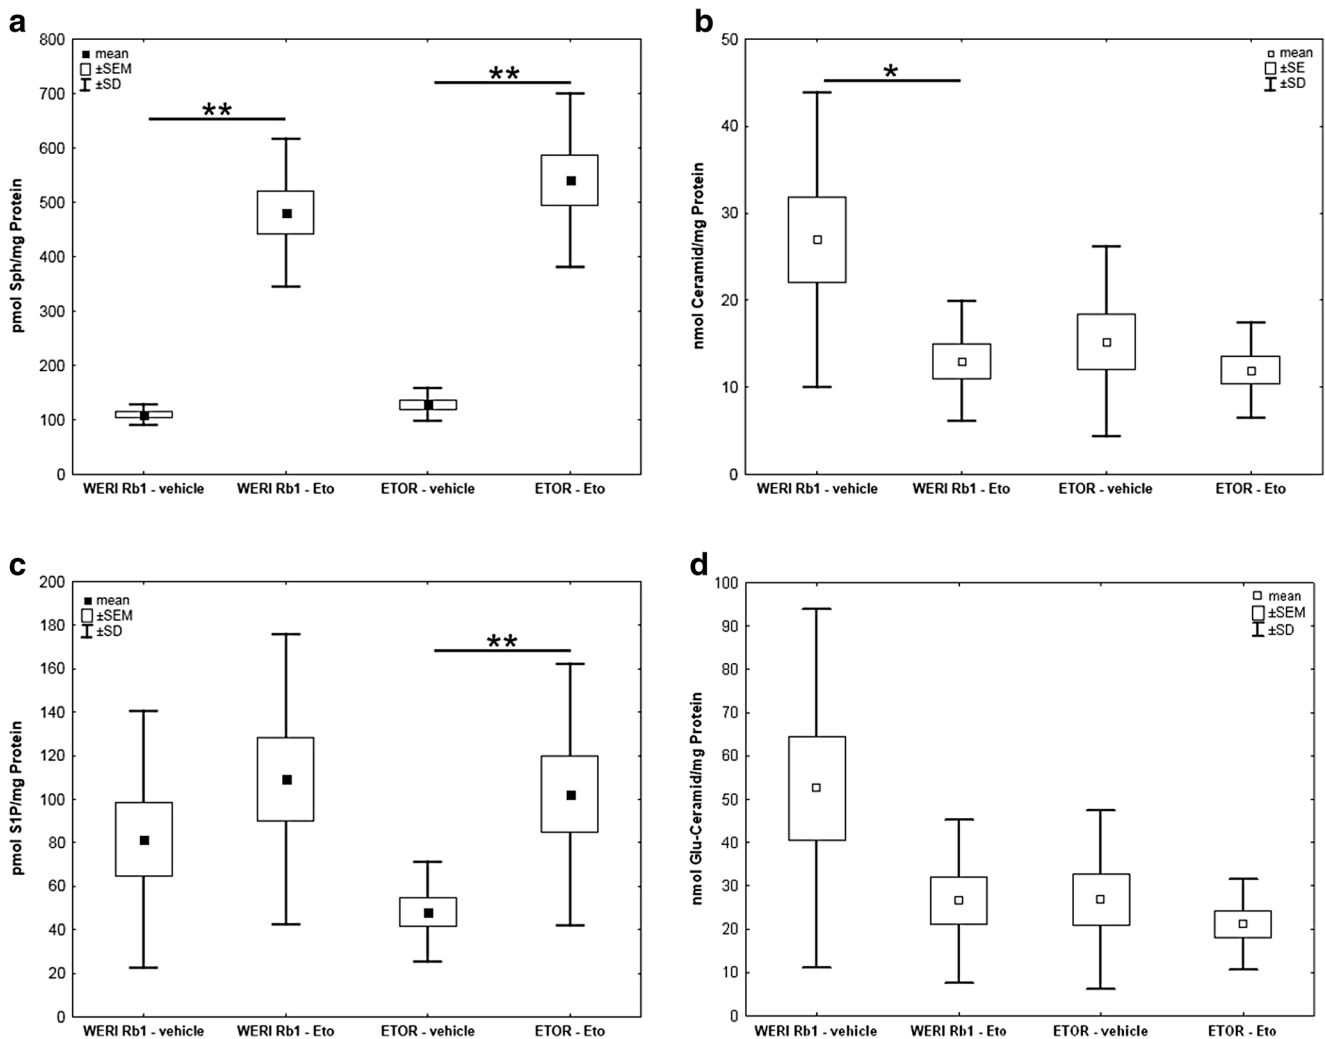 a
800
700
600
500
400
300
200
100
0
pmol Sph/mg Protein
mean
±SEM
±SD
**
**
WERI Rb1 - vehicle WERI Rb1 - Eto ETOR - vehicle ETOR - Eto
b
50
40
30
20
10
0
nmol Ceramid/mg Protein
mean
±SE
±SD
*
WERI Rb1 - vehicle WERI Rb1 - Eto ETOR - vehicle ETOR - Eto
c
200
180
160
140
120
100
80
60
40
20
0
pmol S1P/mg Protein
mean
±SEM
±SD
**
WERI Rb1 - vehicle WERI Rb1 - Eto ETOR - vehicle ETOR - Eto
d
100
90
80
70
60
50
40
30
20
10
0
nmol Glu-Ceramid/mg Protein
mean
±SEM
±SD
WERI Rb1 - vehicle WERI Rb1 - Eto ETOR - vehicle ETOR - Eto